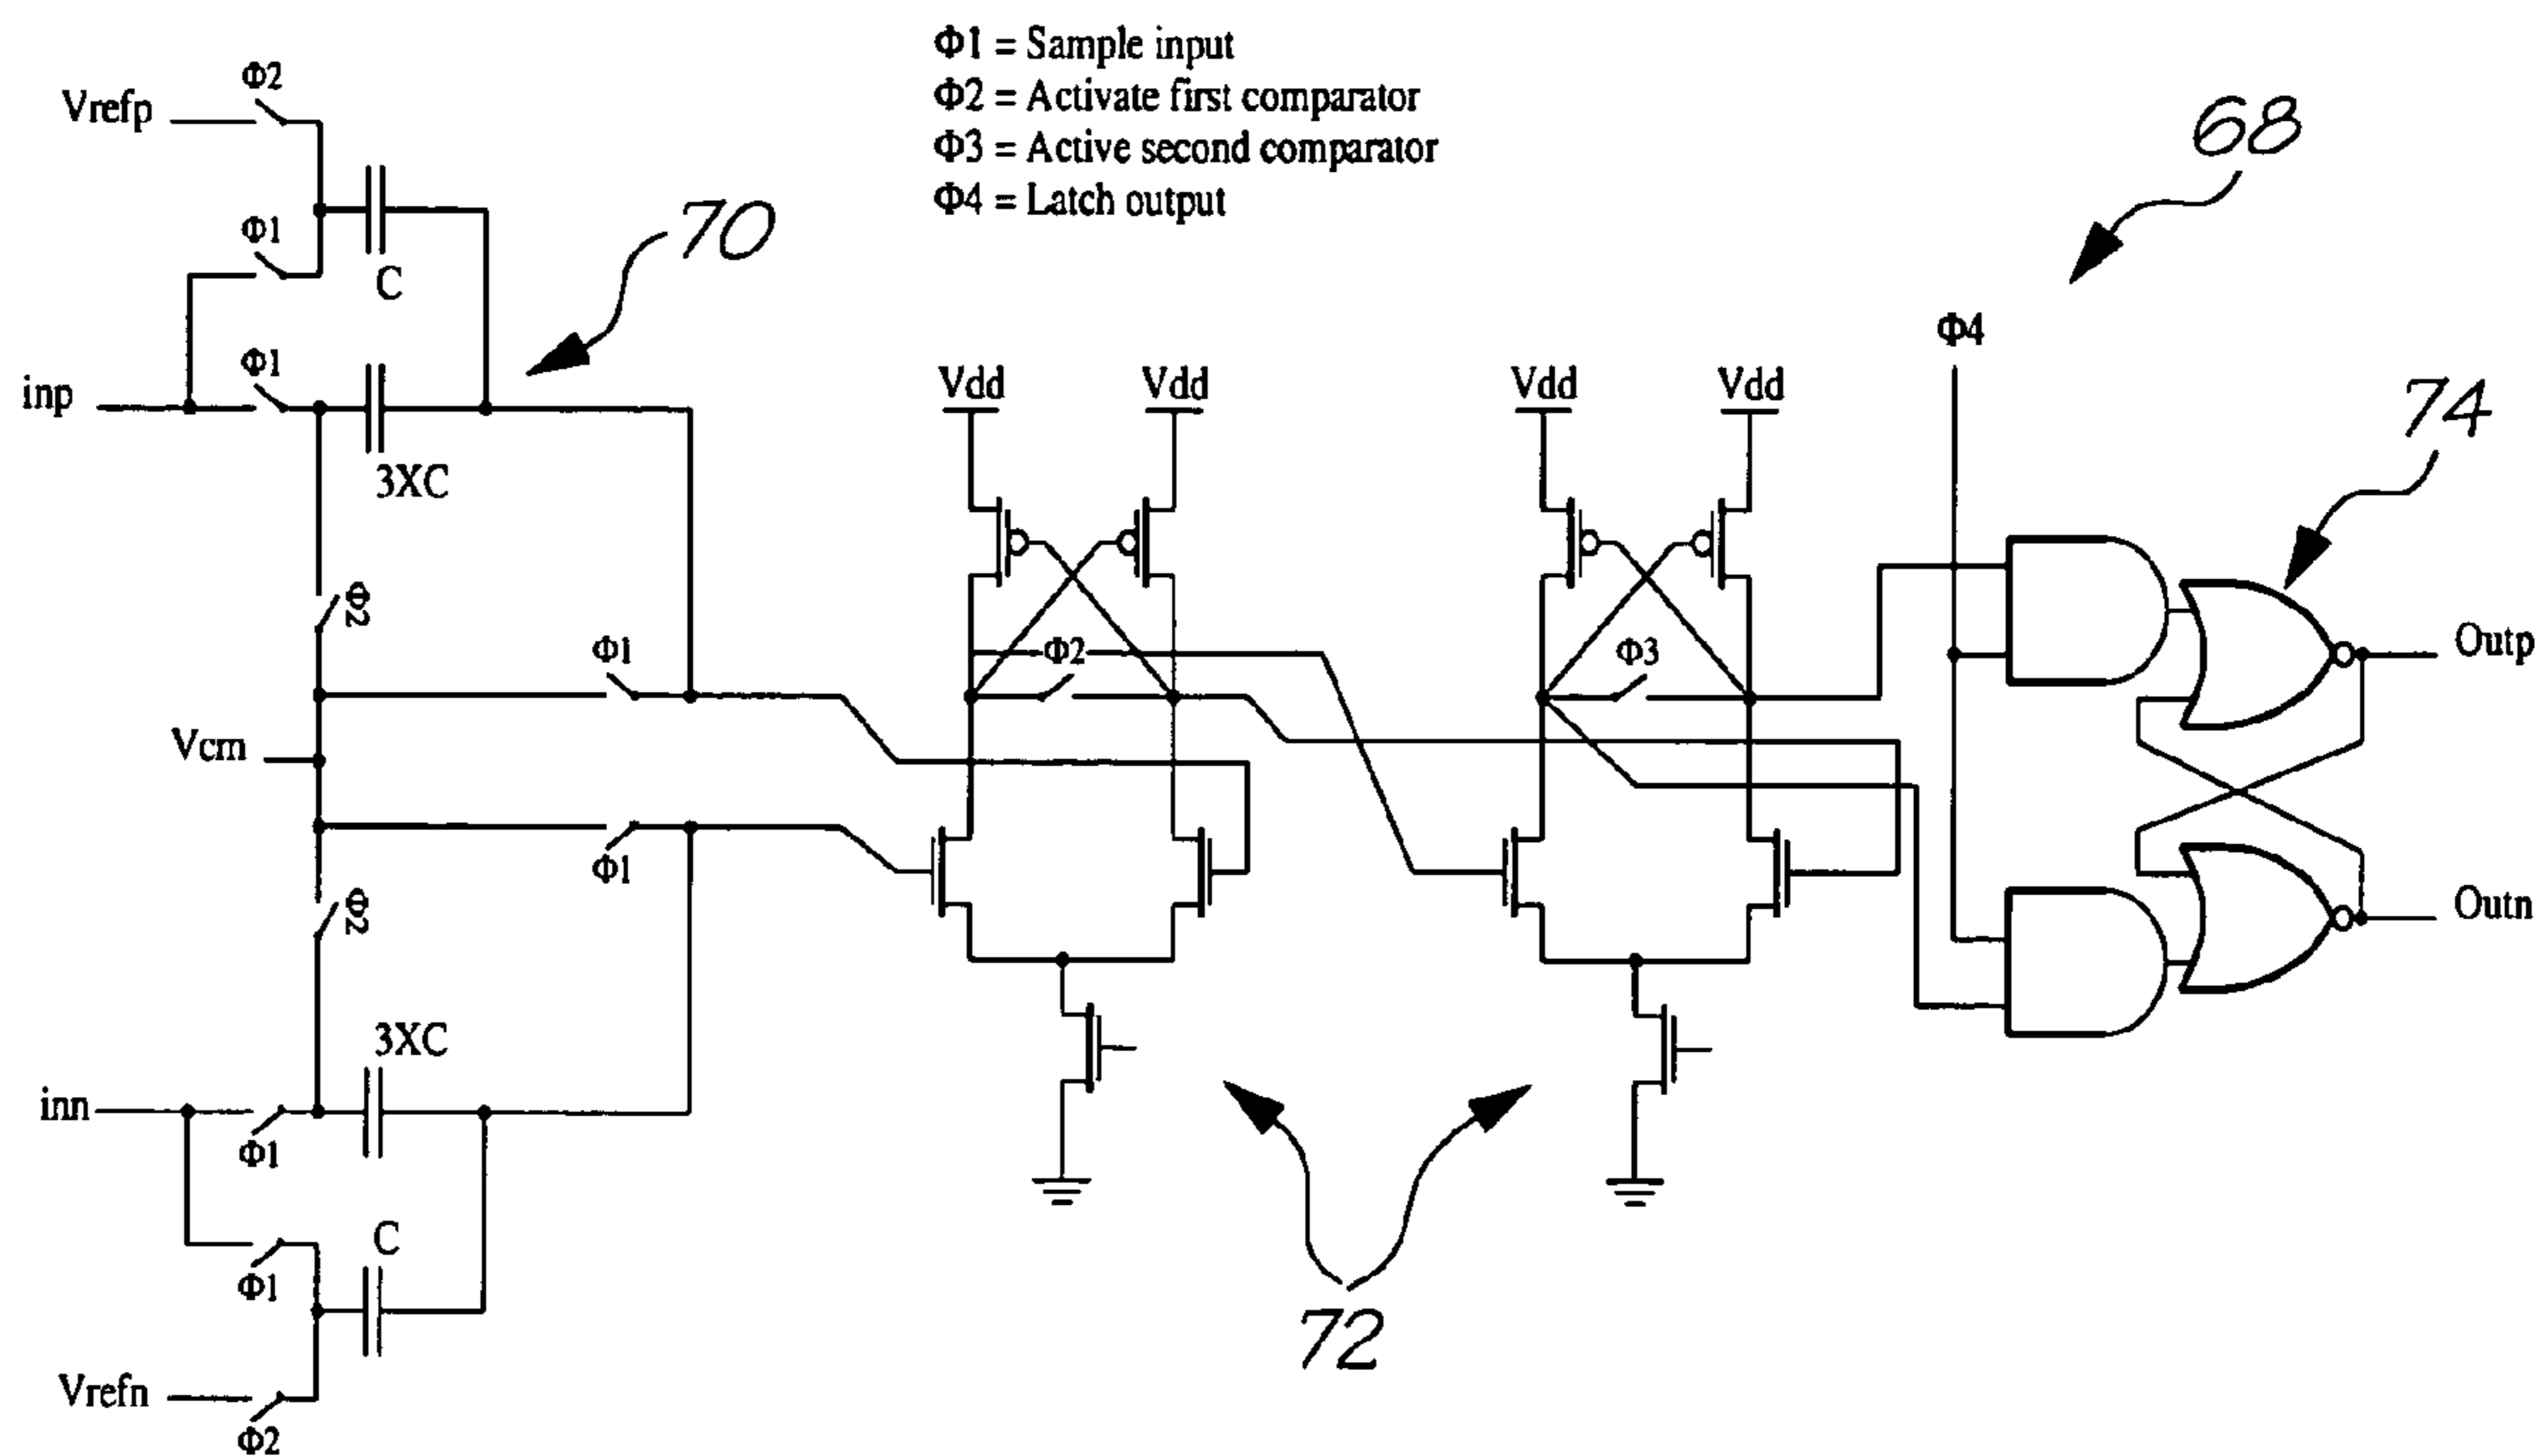 Φ1 = Sample input
Φ2 = Activate first comparator
Φ3 = Active second comparator
Φ4 = Latch output
68
Φ2
Vrefp
70
Φ1
C
Φ4
Φ1
inp
Vdd
Vdd
Vdd
Vdd
74
3XC
Φ2
Φ1
Φ2
Φ3
Outp
Vcm
Φ1
Φ2
Outn
3XC
inn
Φ1
C
Φ1
72
Vrefn
Φ2